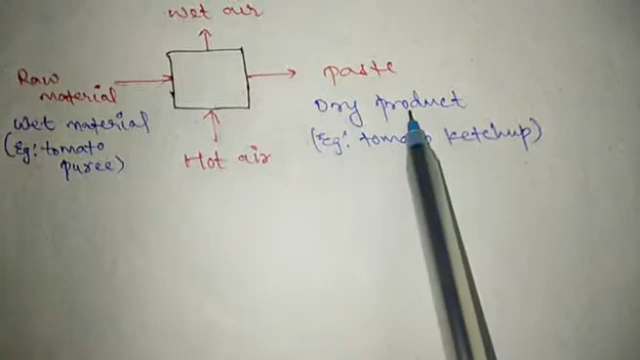 Wet air
Raw
material
Wet material
(Eg: tomato
puree)
Hot air
paste
Dry product
(Eg: tomato ketchup)